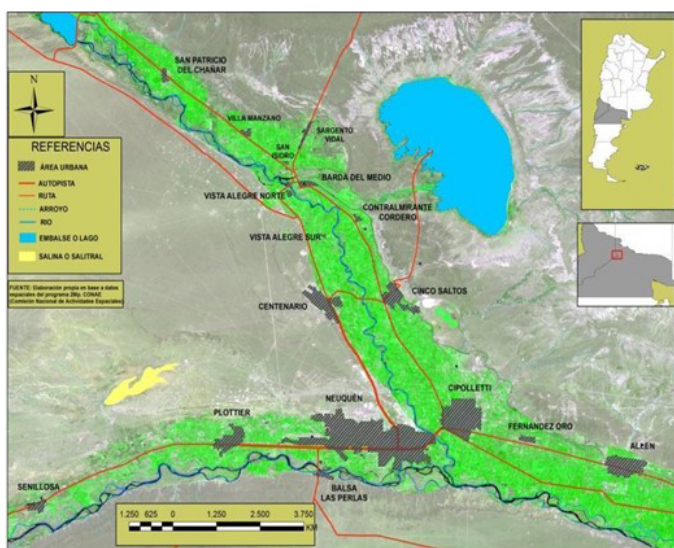 SAN PATRICIO
DEL CHAÑAR
N
VILLA MANZANO
SARGENTO
VIDAL
SAN
ISIDRO
BARDA DEL MEDIO
VISTA ALEGRE NORTE
CONTRALMIRANTE
CORDERO
VISTA ALEGRE SUR
CINCO SALTOS
CENTENARIO
CIPOLLETTI
NEUQUÉN
PLOTTIER
FERNANDEZ ORO
ALLEN
SENILLOSA
BALSA
LAS PERLAS
REFERENCIAS
ÁREA URBANA
AUTOPISTA
RUTA
ARROYO
RIO
EMBALSE O LAGO
SALINA O SALITRAL
FUENTE: Elaboración propia en base a datos
espaciales del programa 2Mp. CONAE
(Comisión Nacional de Actividades Espaciales)
1.250 625 0 1.250 2.500 3.750
KM